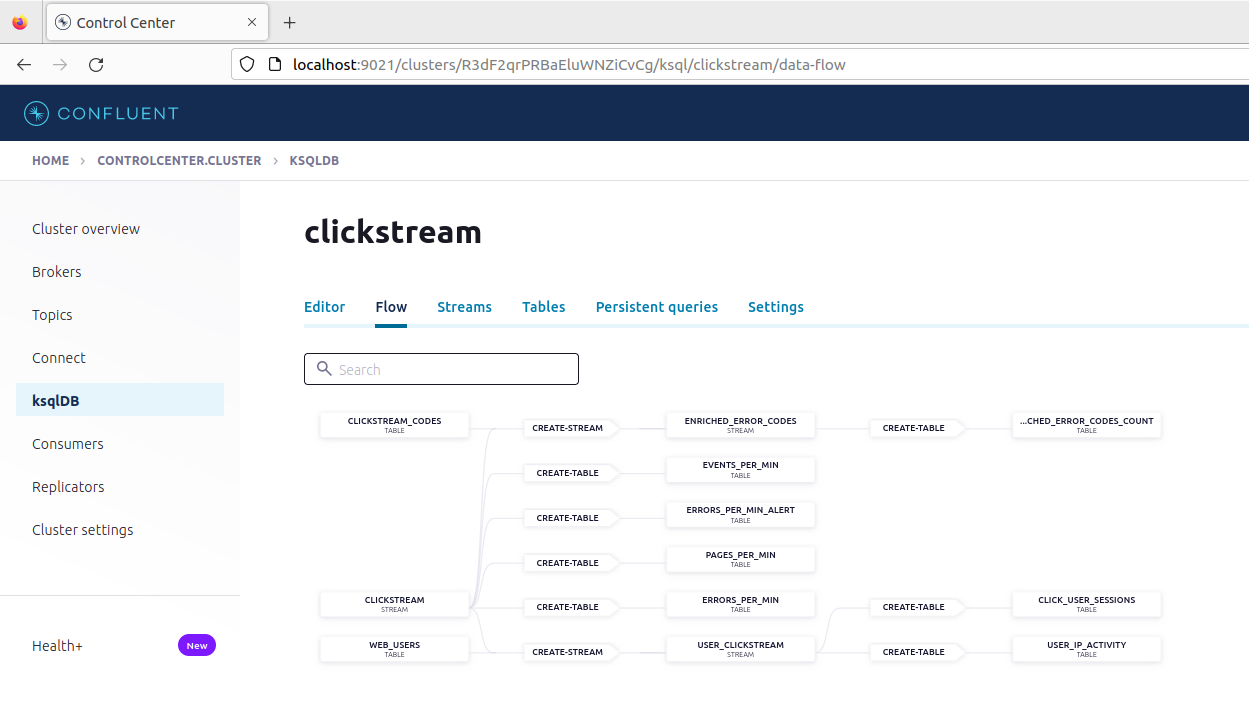 Control Center
localhost:9021/clusters/R3dF2qrPRBaEluWNZiCvCg/ksql/clickstream/data-flow
CONFLUENT
HOME > CONTROLCENTER.CLUSTER > KSQLDB
Cluster overview
Brokers
Topics
Connect
ksqlDB
Consumers
Replicators
Cluster settings
Health+ New
clickstream
Editor Flow Streams Tables Persistent queries Settings
Search
CLICKSTREAM_CODES
TABLE
CREATE-STREAM
ENRICHED_ERROR_CODES
STREAM
CREATE-TABLE
...CHED_ERROR_CODES_COUNT
TABLE
CREATE-TABLE
EVENTS_PER_MIN
TABLE
CREATE-TABLE
ERRORS_PER_MIN_ALERT
TABLE
CREATE-TABLE
PAGES_PER_MIN
TABLE
CLICKSTREAM
STREAM
CREATE-TABLE
ERRORS_PER_MIN
TABLE
CREATE-TABLE
CLICK_USER_SESSIONS
TABLE
WEB_USERS
TABLE
CREATE-STREAM
USER_CLICKSTREAM
STREAM
CREATE-TABLE
USER_IP_ACTIVITY
TABLE